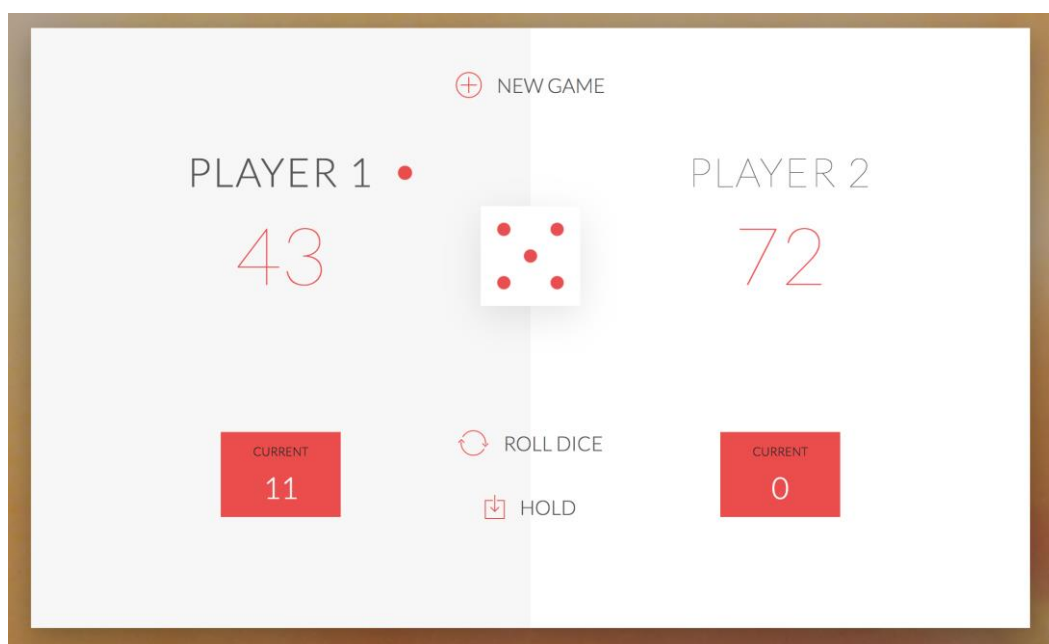 NEW GAME
PLAYER 1
43
PLAYER 2
72
CURRENT
11
ROLL DICE
HOLD
CURRENT
0